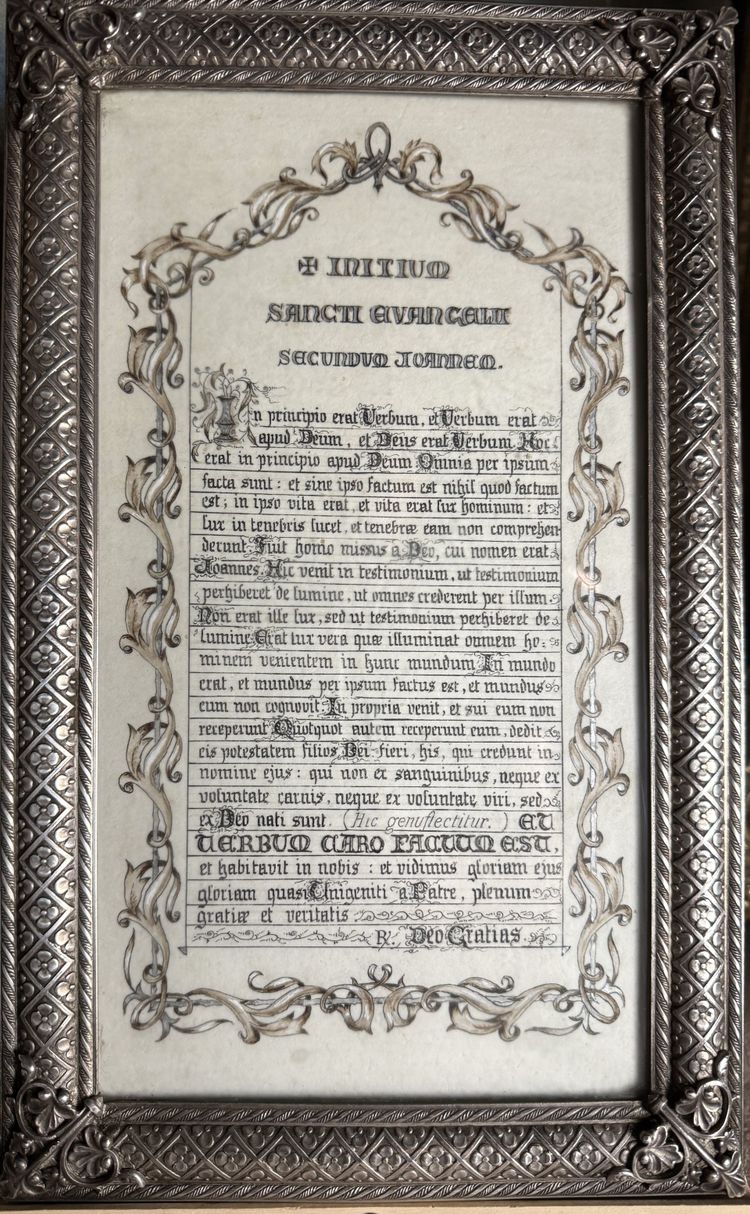 ✠ INITIUM
SANCTI EVANGELII
SECUNDUM JOANNEM.
In principio erat Verbum, et Verbum erat
apud Deum, et Deus erat Verbum. Hoc
erat in principio apud Deum. Omnia per ipsum
facta sunt: et sine ipso factum est nihil quod factum
est; in ipso vita erat, et vita erat lux hominum: et
lux in tenebris lucet, et tenebræ eam non comprehen
derunt. Fuit homo missus a Deo, cui nomen erat
Joannes. Hic venit in testimonium, ut testimonium
perhiberet de lumine, ut omnes crederent per illum.
Non erat ille lux, sed ut testimonium perhiberet de
lumine. Erat lux vera quæ illuminat omnem ho:
minem venientem in hunc mundum. In mundo
erat, et mundus per ipsum factus est, et mundus
eum non cognovit. In propria venit, et sui eum non
receperunt. Quotquot autem receperunt eum, dedit
eis potestatem filios Dei fieri, his, qui credunt in
nomine ejus: qui non ex sanguinibus, neque ex
voluntate carnis, neque ex voluntate viri, sed
ex Deo nati sunt. (Hic genuflectitur.) ET
VERBUM CARO FACTUM EST,
et habitavit in nobis: et vidimus gloriam ejus
gloriam quasi Unigeniti a Patre, plenum
gratiæ et veritatis
℟. Deo Gratias.